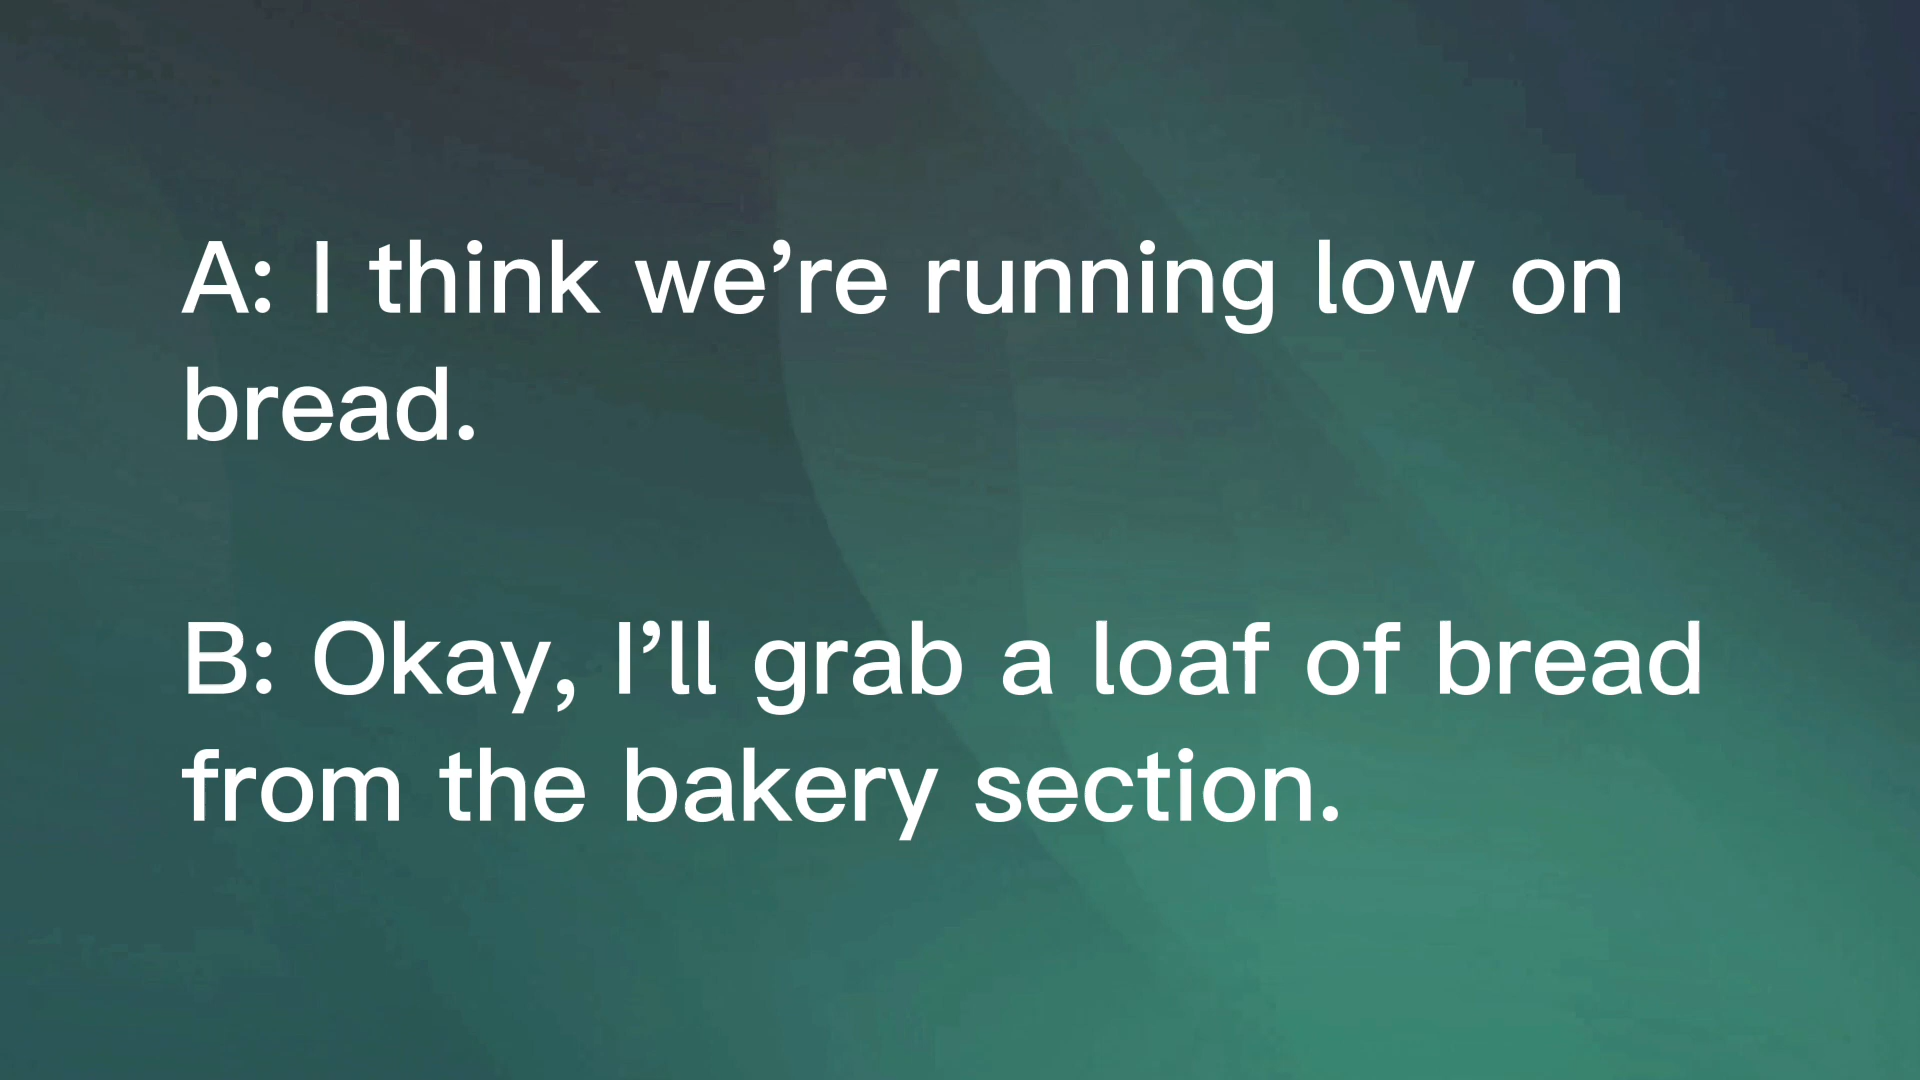 A: I think we’re running low on
bread.
B: Okay, I’ll grab a loaf of bread
from the bakery section.